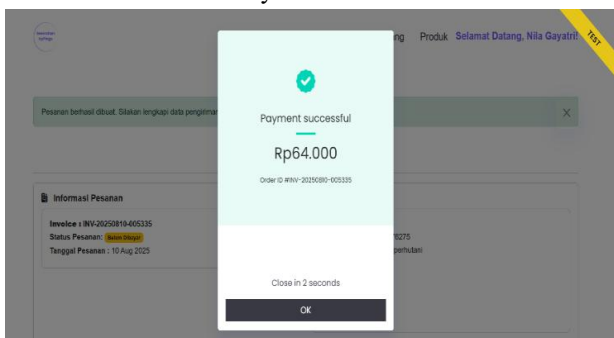 ng Produk Selamat Datang, Nila Gayatri!
TEST
Pesanan berhasil dibuat. Silakan lengkapi data pengiriman
Payment successful
Rp64.000
Order ID #INV-20250810-005335
Informasi Pesanan
Invoice : INV-20250810-005335
Status Pesanan: Belum Dibayar
Tanggal Pesanan : 10 Aug 2025
perhutani
Close in 2 seconds
OK